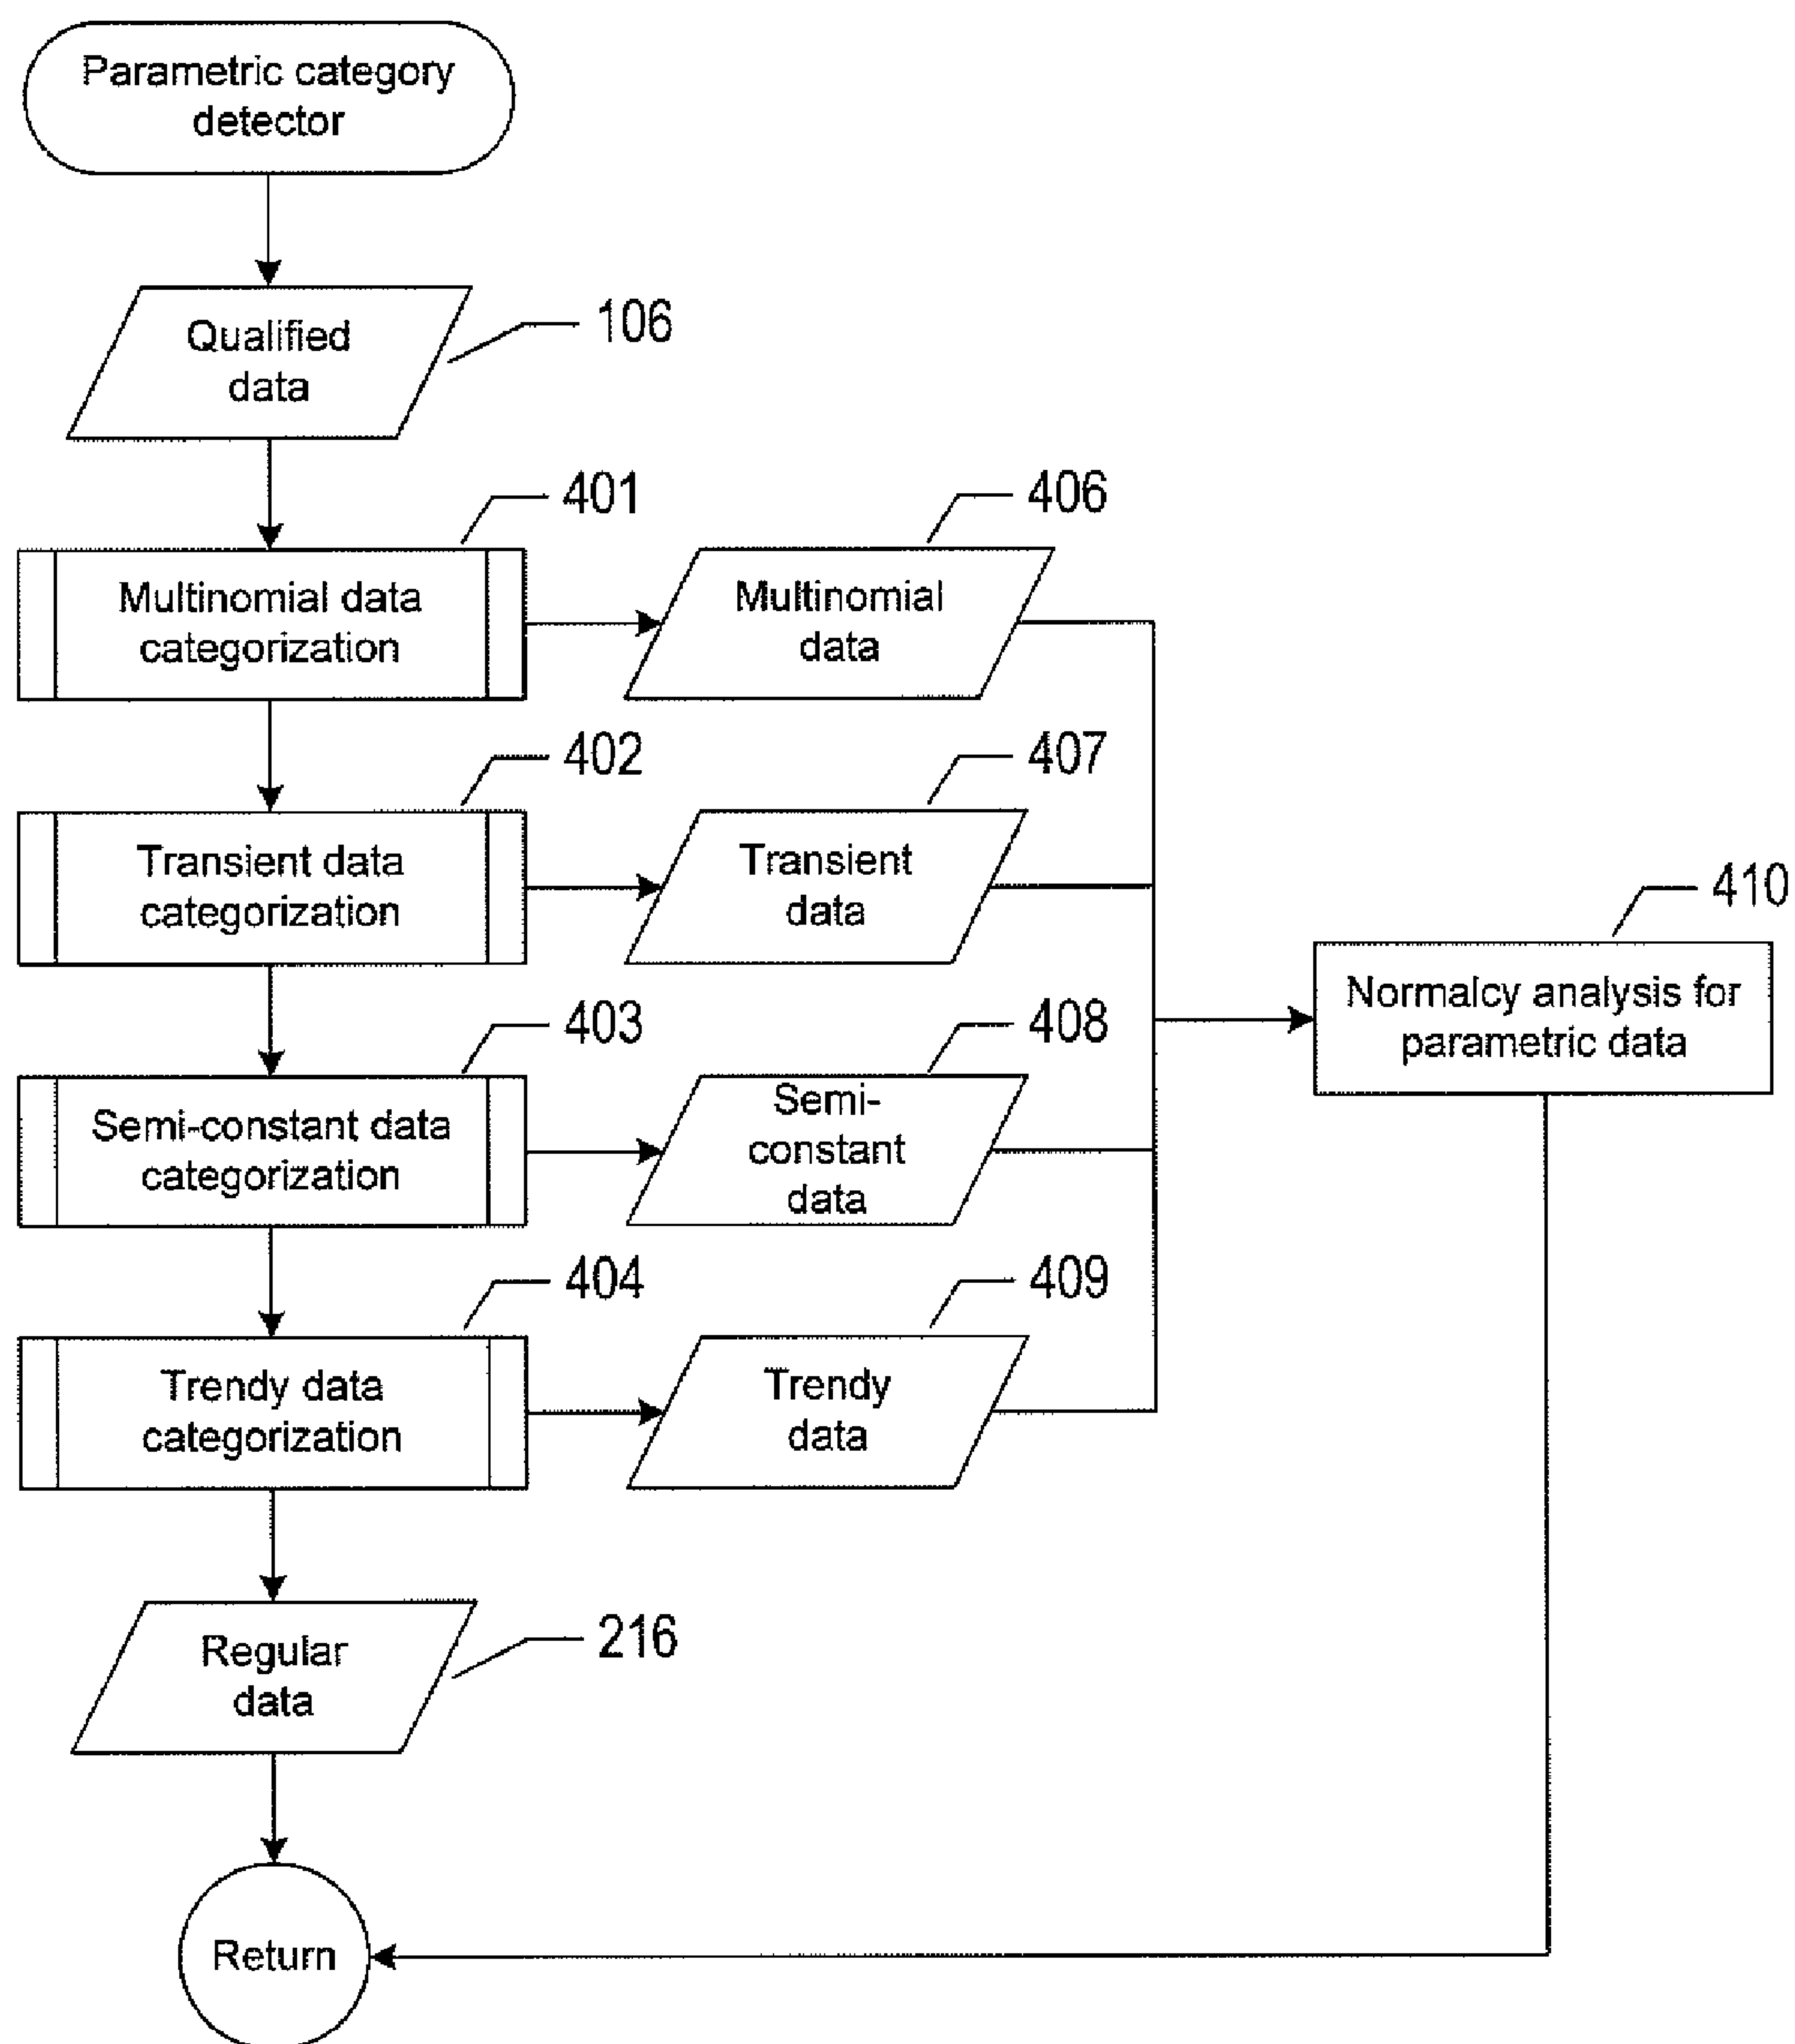 Parametric category
detector
Qualified
data
106
401
Multinomial data
categorization
406
Multinomial
data
402
Transient data
categorization
407
Transient
data
403
Semi-constant data
categorization
408
Semi-
constant
data
404
Trendy data
categorization
409
Trendy
data
410
Normalcy analysis for
parametric data
Regular
data
216
Return